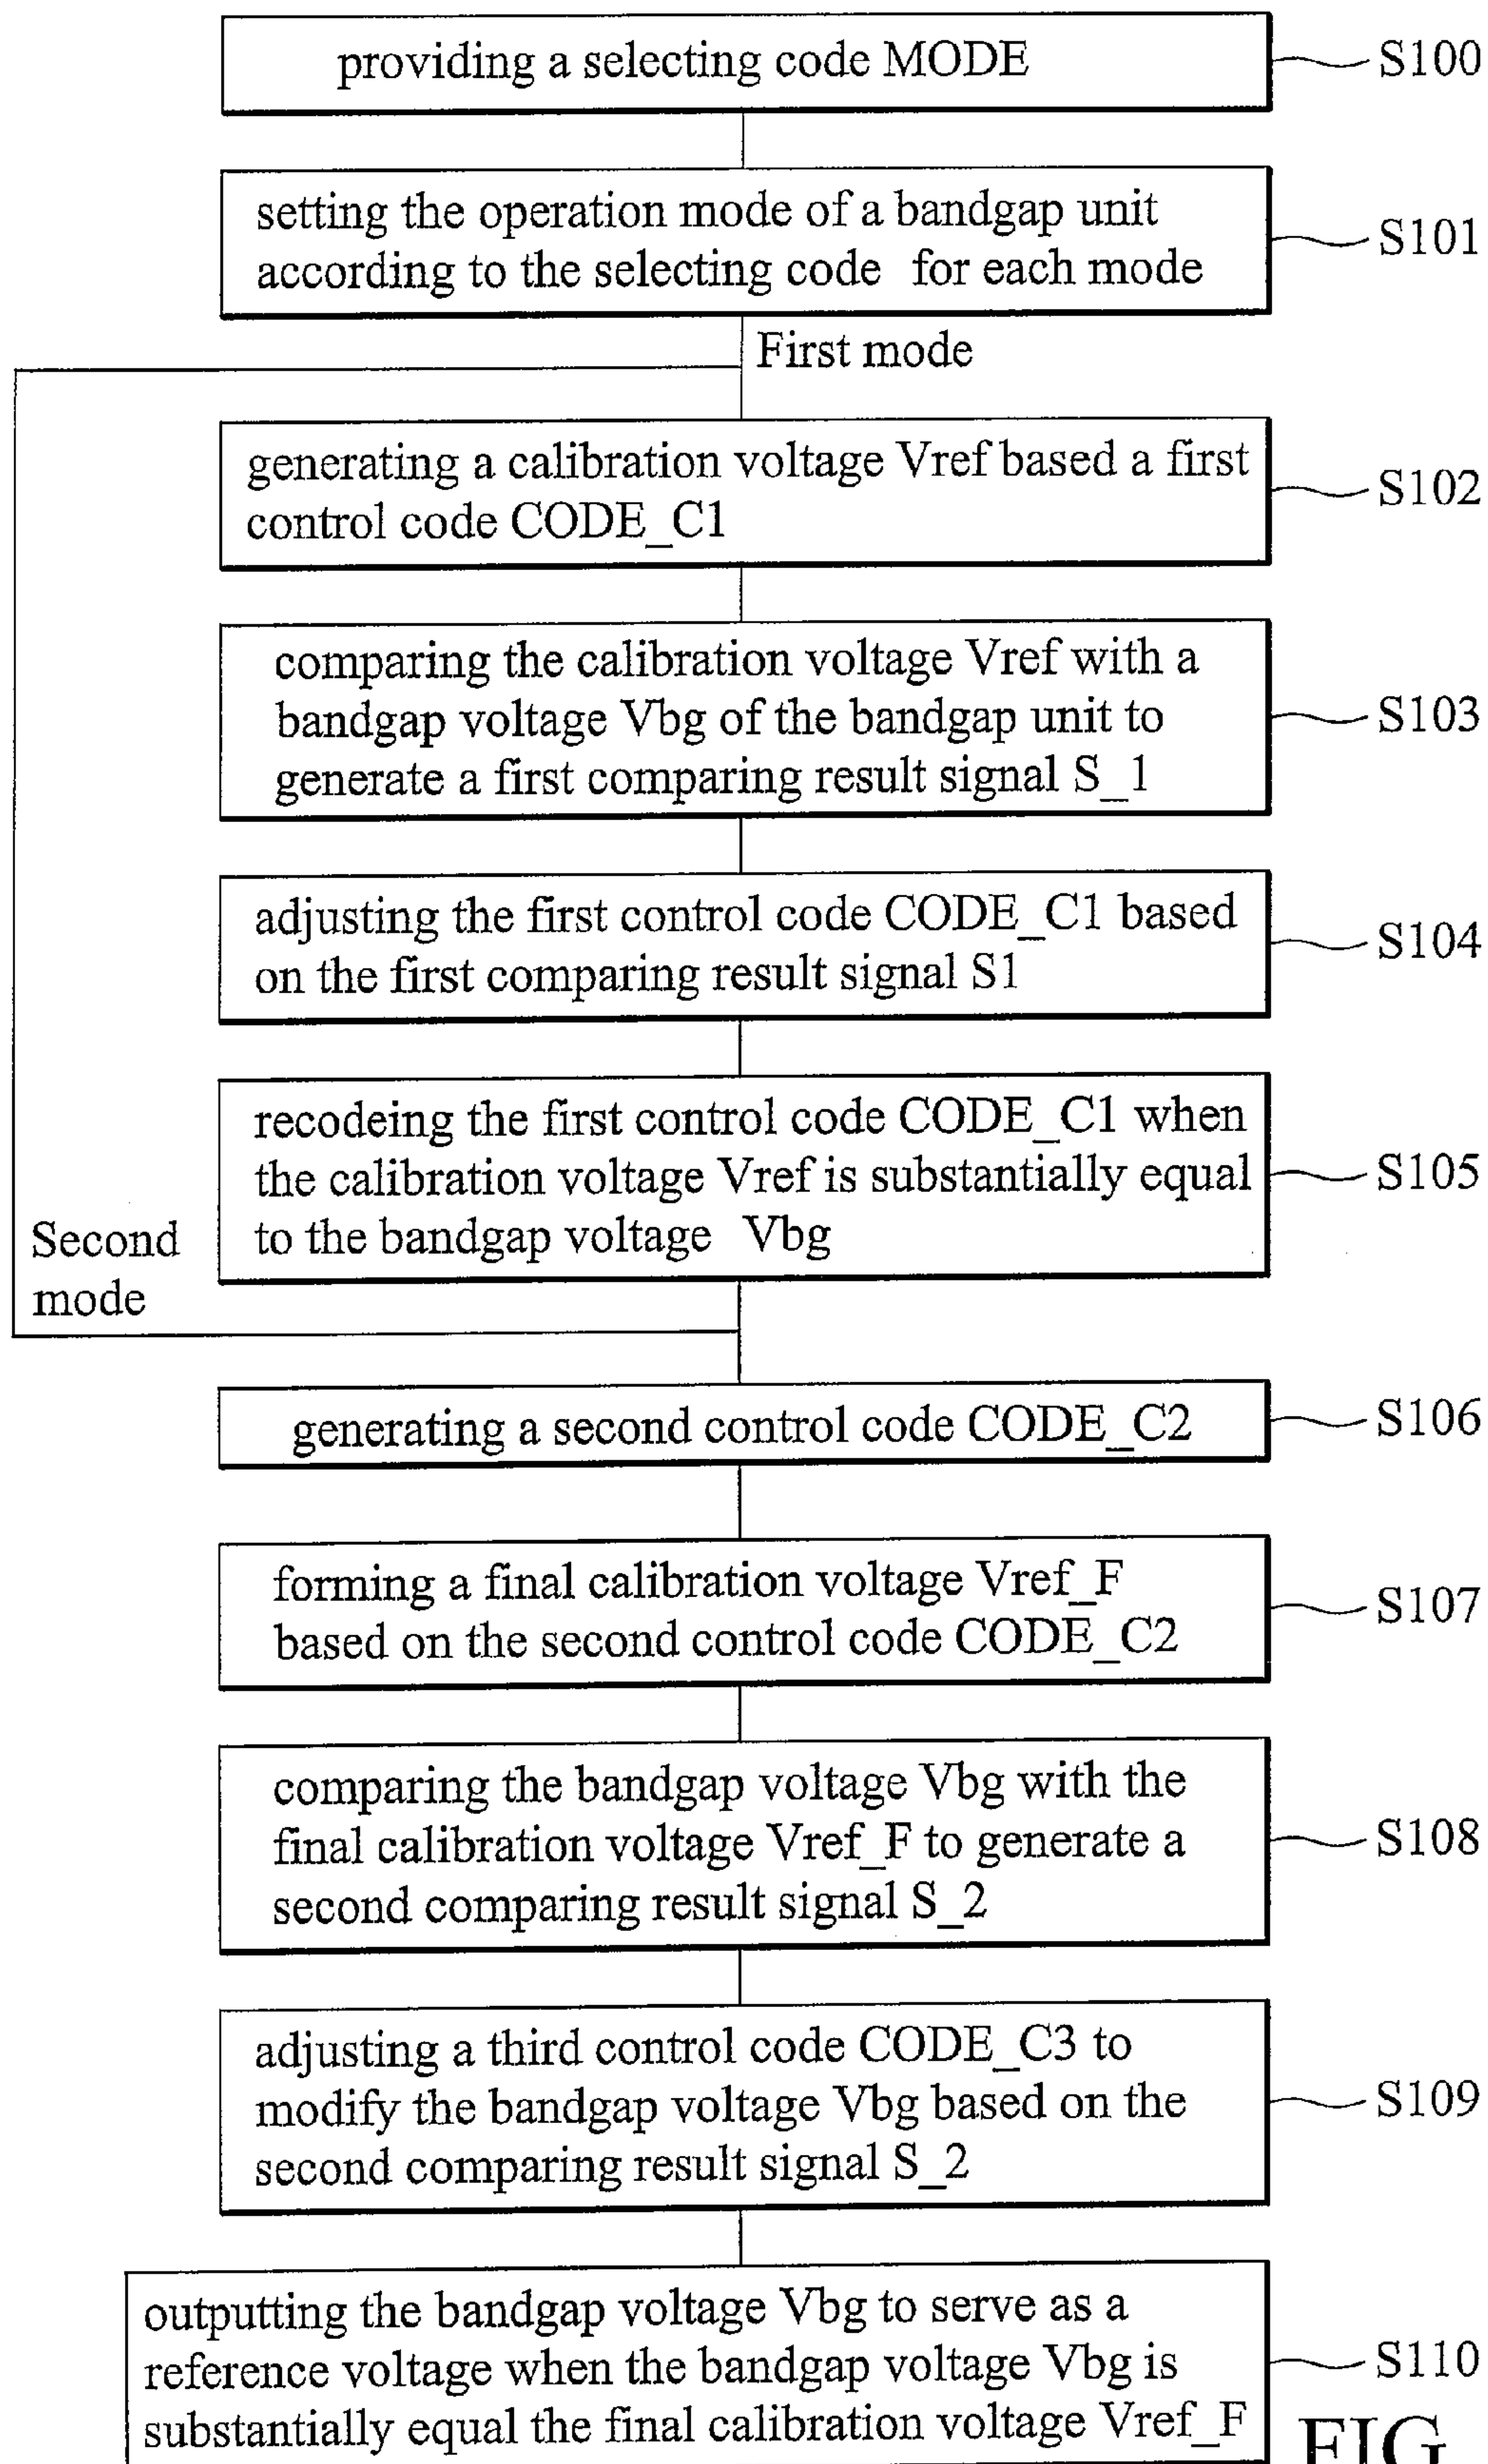 providing a selecting code MODE
S100
setting the operation mode of a bandgap unit
according to the selecting code for each mode
S101
First mode
generating a calibration voltage Vref based a first
control code CODE_C1
S102
comparing the calibration voltage Vref with a
bandgap voltage Vbg of the bandgap unit to
generate a first comparing result signal S_1
S103
adjusting the first control code CODE_C1 based
on the first comparing result signal S1
S104
recodeing the first control code CODE_C1 when
the calibration voltage Vref is substantially equal
to the bandgap voltage Vbg
S105
Second
mode
generating a second control code CODE_C2
S106
forming a final calibration voltage Vref_F
based on the second control code CODE_C2
S107
comparing the bandgap voltage Vbg with the
final calibration voltage Vref_F to generate a
second comparing result signal S_2
S108
adjusting a third control code CODE_C3 to
modify the bandgap voltage Vbg based on the
second comparing result signal S_2
S109
outputting the bandgap voltage Vbg to serve as a
reference voltage when the bandgap voltage Vbg is
substantially equal the final calibration voltage Vref_F
S110
FIG